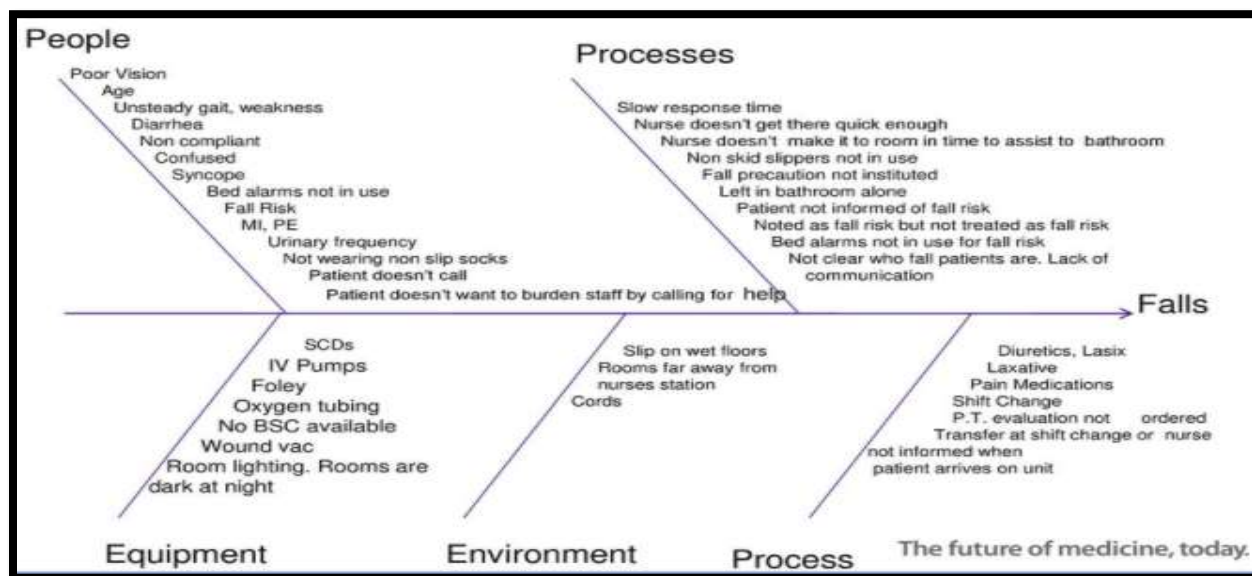 People
Poor Vision
Age
Unsteady gait, weakness
Diarrhea
Non compliant
Confused
Syncope
Bed alarms not in use
Fall Risk
MI, PE
Urinary frequency
Not wearing non slip socks
Patient doesn't call
Patient doesn't want to burden staff by calling for help
Processes
Slow response time
Nurse doesn't get there quick enough
Nurse doesn't make it to room in time to assist to bathroom
Non skid slippers not in use
Fall precaution not instituted
Left in bathroom alone
Patient not informed of fall risk
Noted as fall risk but not treated as fall risk
Bed alarms not in use for fall risk
Not clear who fall patients are. Lack of
communication
Falls
SCDs
IV Pumps
Foley
Oxygen tubing
No BSC available
Wound vac
Room lighting. Rooms are
dark at night
Equipment
Slip on wet floors
Rooms far away from
nurses station
Cords
Environment
Diuretics, Lasix
Laxative
Pain Medications
Shift Change
P.T. evaluation not ordered
Transfer at shift change or nurse
not informed when
patient arrives on unit
Process
The future of medicine, today.